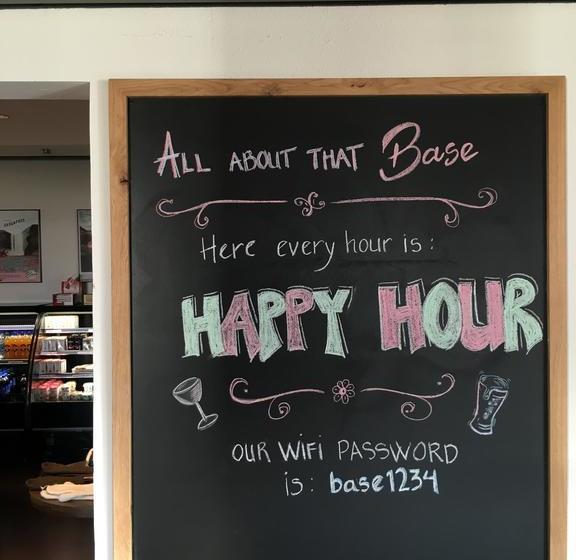 ALL ABOUT THAT Base
Here every hour is:
HAPPY HOUR
OUR WIFI PASSWORD
is: base1234